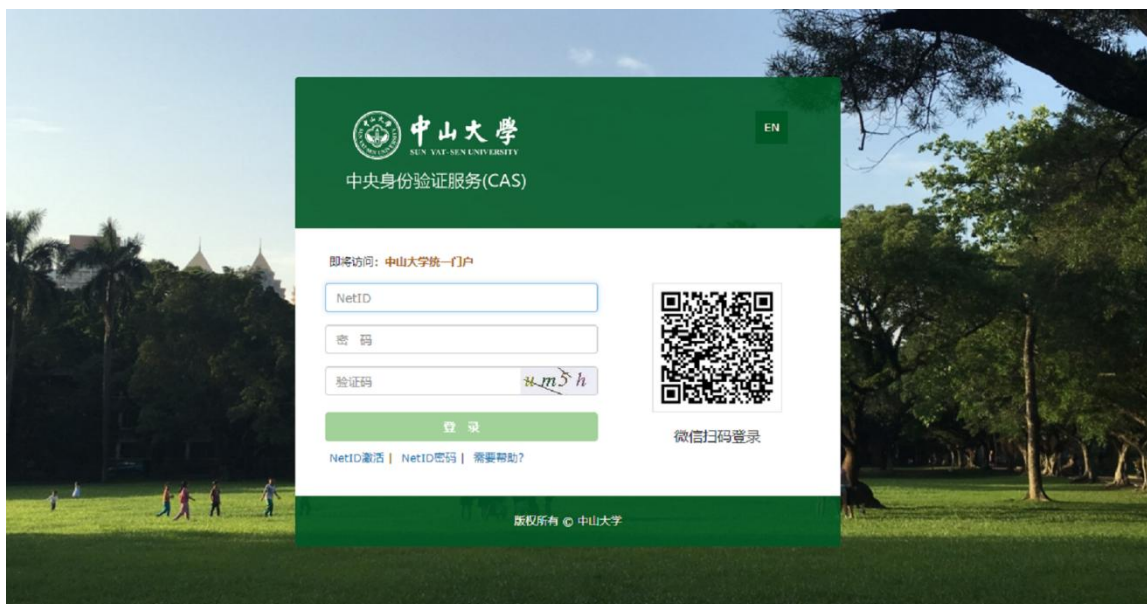 中山大學
SUN YAT-SEN UNIVERSITY
EN
中央身份验证服务(CAS)
即将访问：中山大学统一门户
NetID
密 码
验证码
um5h
登 录
微信扫码登录
NetID激活 | NetID密码 | 需要帮助?
版权所有 © 中山大学